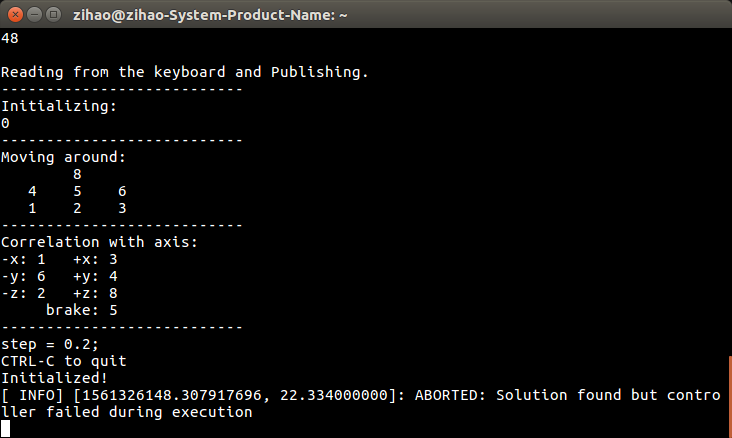 zihao@zihao-System-Product-Name: ~
48
Reading from the keyboard and Publishing.
---------------------------
Initializing:
0
---------------------------
Moving around:
        8
   4    5    6
   1    2    3
---------------------------
Correlation with axis:
-x: 1   +x: 3
-y: 6   +y: 4
-z: 2   +z: 8
     brake: 5
---------------------------
step = 0.2;
CTRL-C to quit
Initialized!
[ INFO] [1561326148.307917696, 22.334000000]: ABORTED: Solution found but contro
ller failed during execution